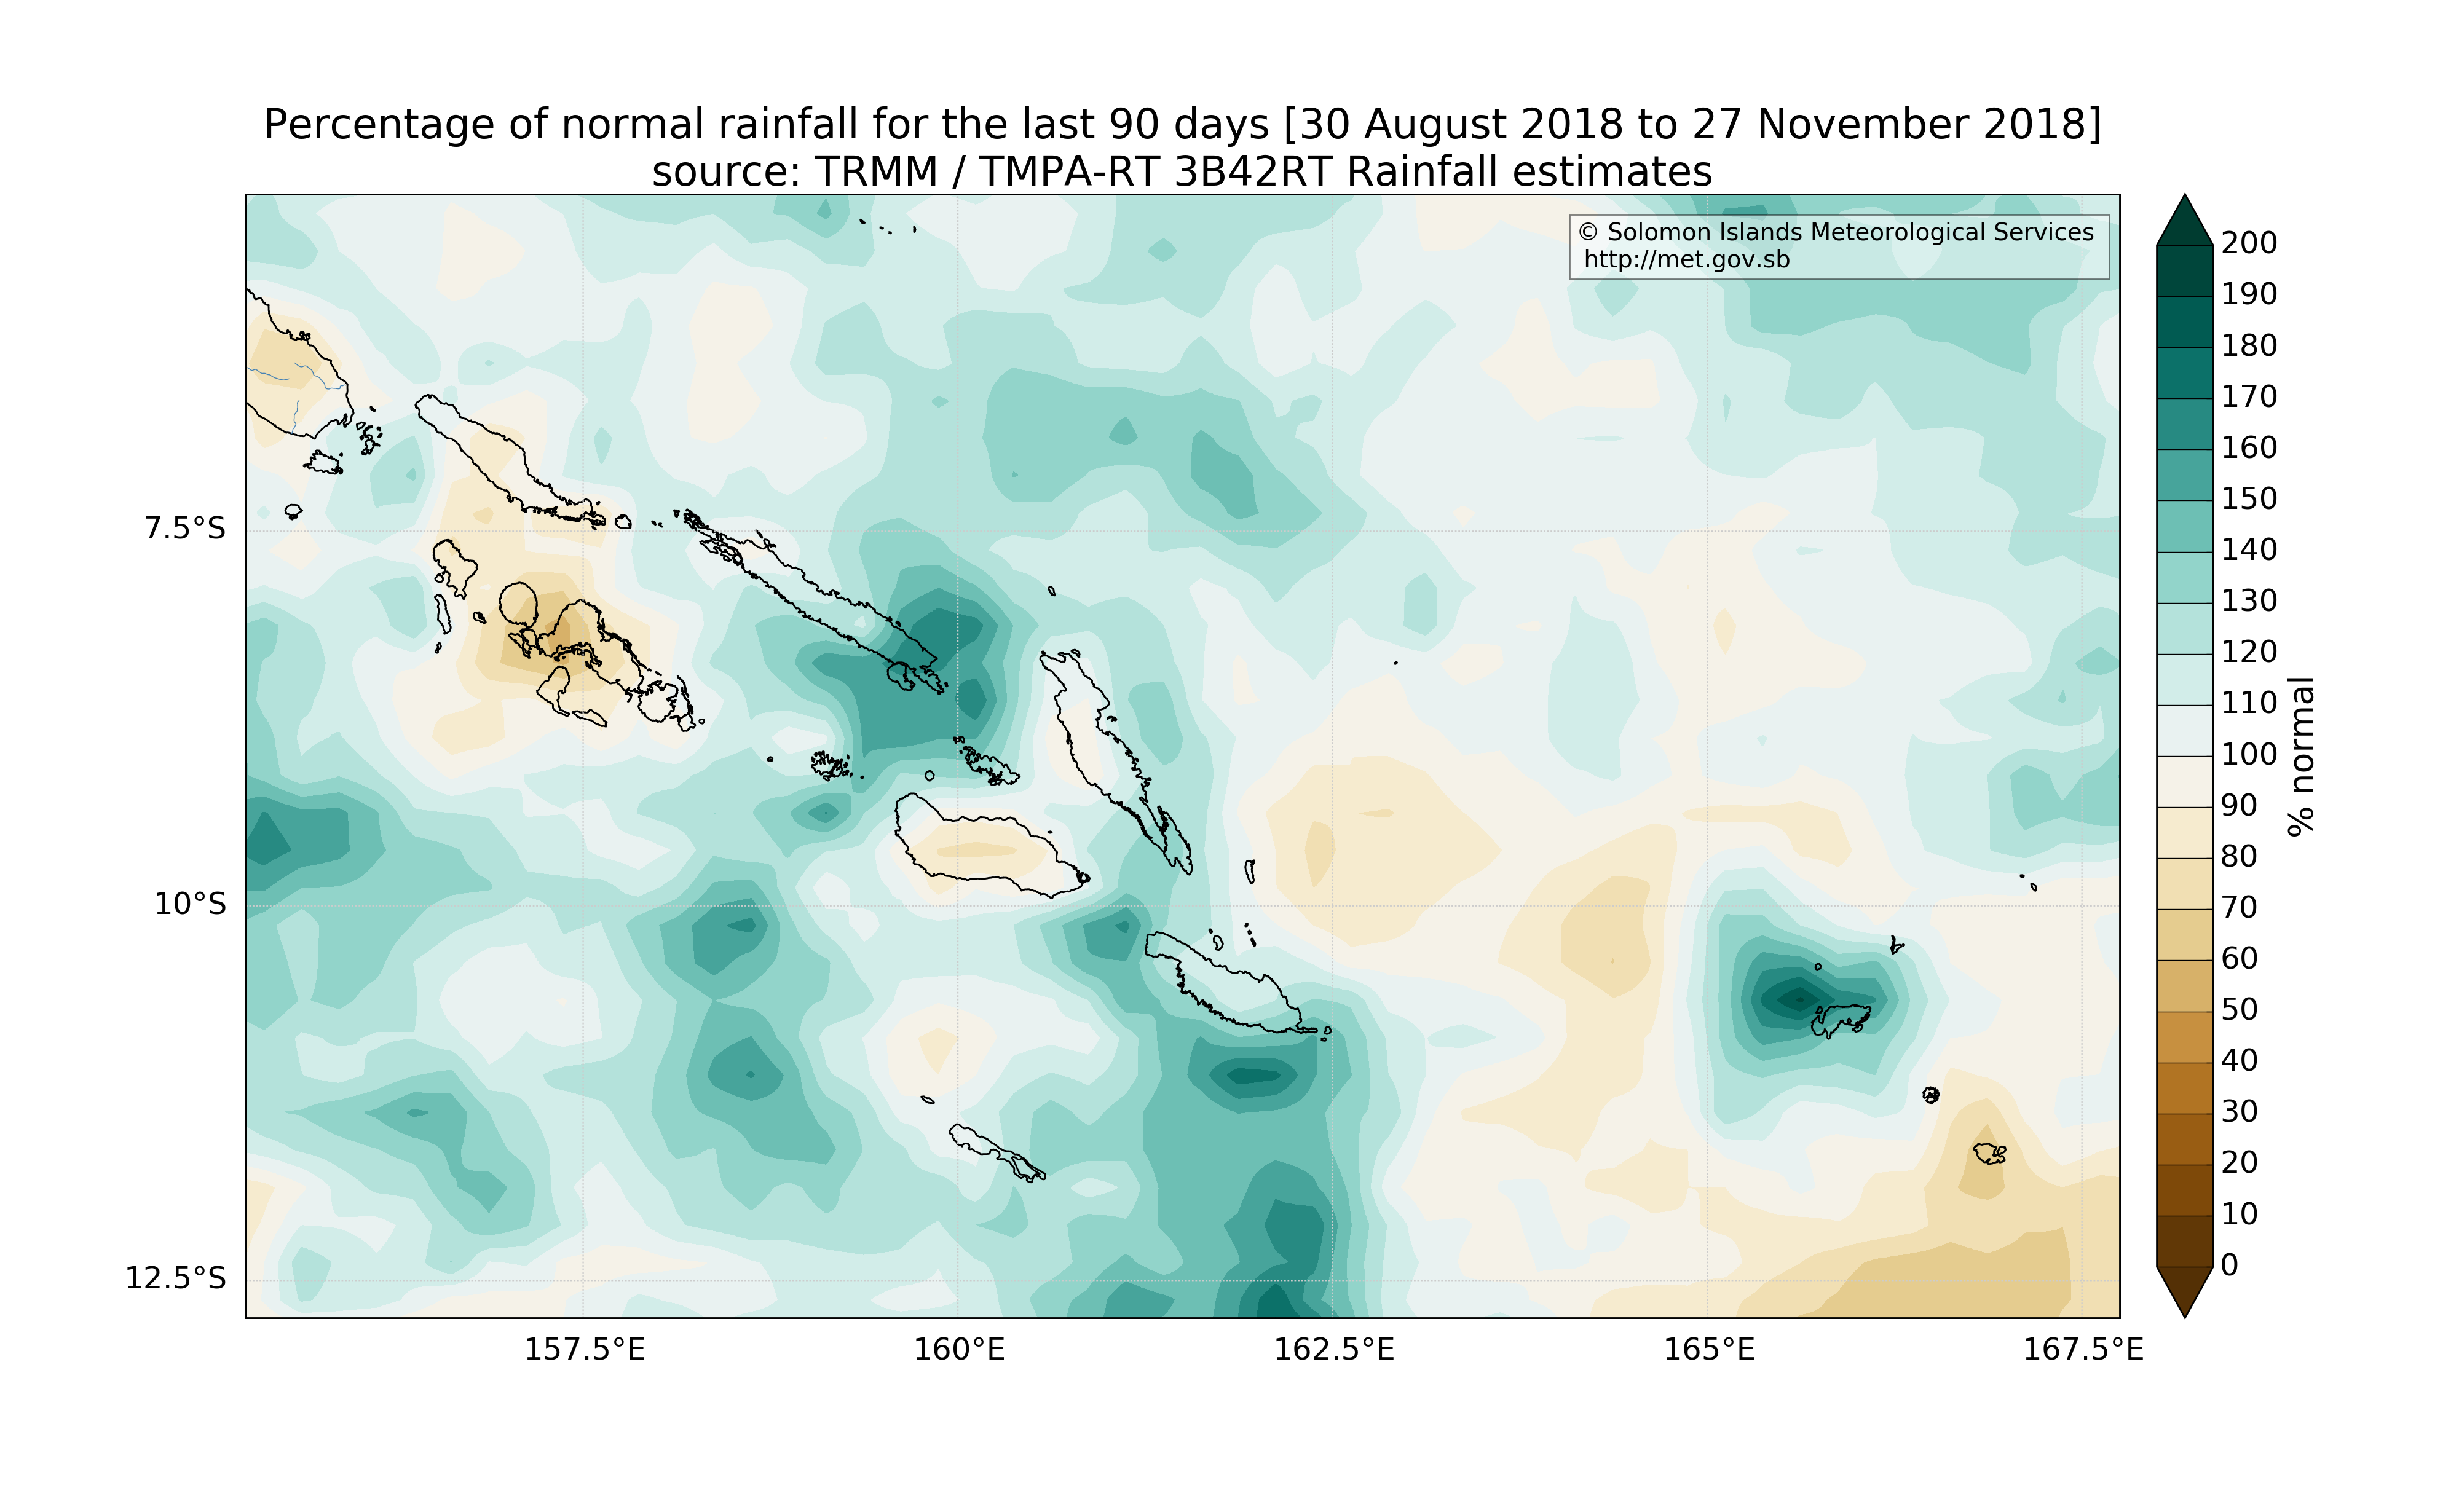 Percentage of normal rainfall for the last 90 days [30 August 2018 to 27 November 2018]
source: TRMM / TMPA-RT 3B42RT Rainfall estimates
© Solomon Islands Meteorological Services
http://met.gov.sb
7.5°S
10°S
12.5°S
157.5°E
160°E
162.5°E
165°E
167.5°E
200
190
180
170
160
150
140
130
120
110
100
90
80
70
60
50
40
30
20
10
0
% normal